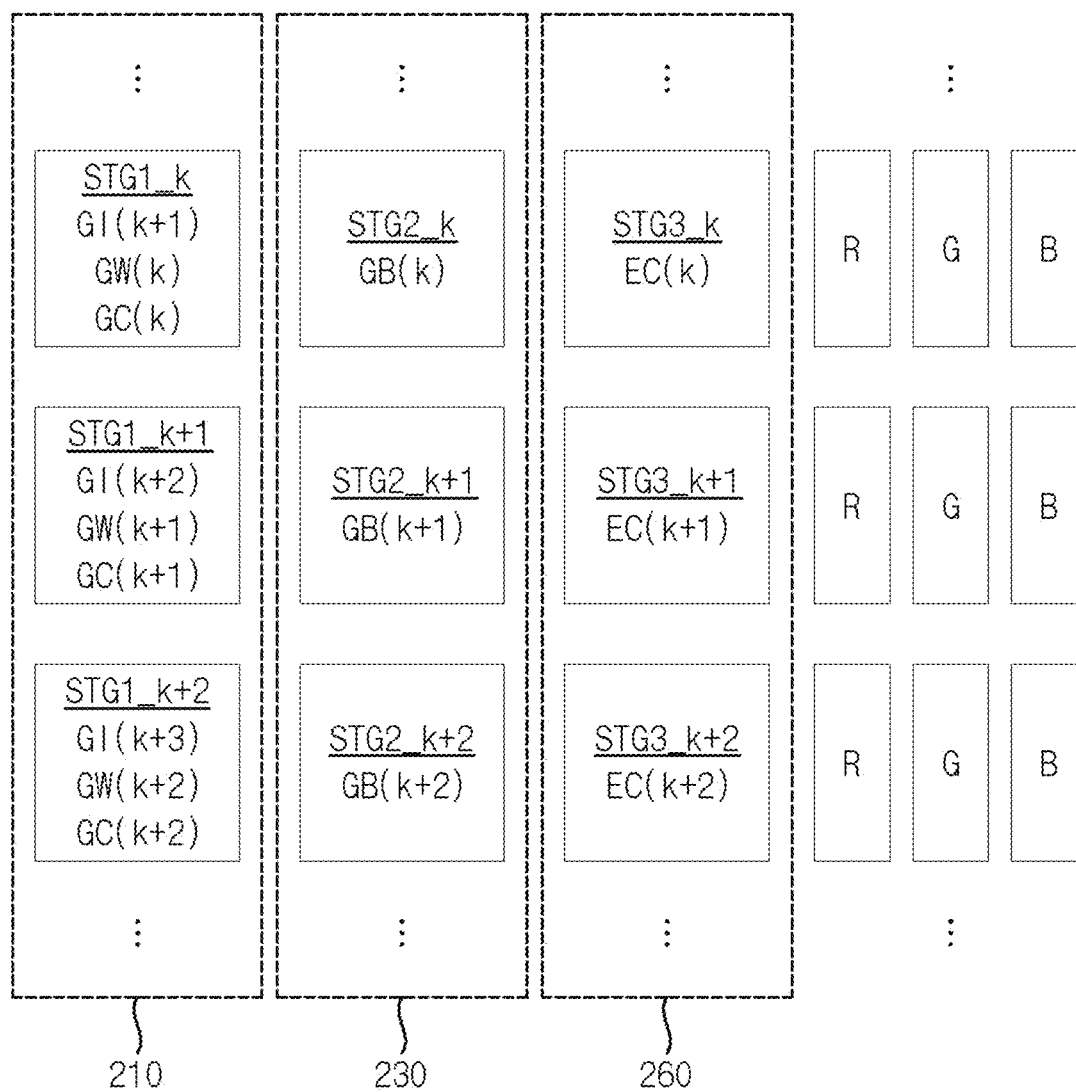 ⋮ ⋮ ⋮ ⋮
STG1_k
GI(k+1)
GW(k)
GC(k)
STG2_k
GB(k)
STG3_k
EC(k)
R G B
STG1_k+1
GI(k+2)
GW(k+1)
GC(k+1)
STG2_k+1
GB(k+1)
STG3_k+1
EC(k+1)
R G B
STG1_k+2
GI(k+3)
GW(k+2)
GC(k+2)
STG2_k+2
GB(k+2)
STG3_k+2
EC(k+2)
R G B
⋮ ⋮ ⋮ ⋮
210 230 260